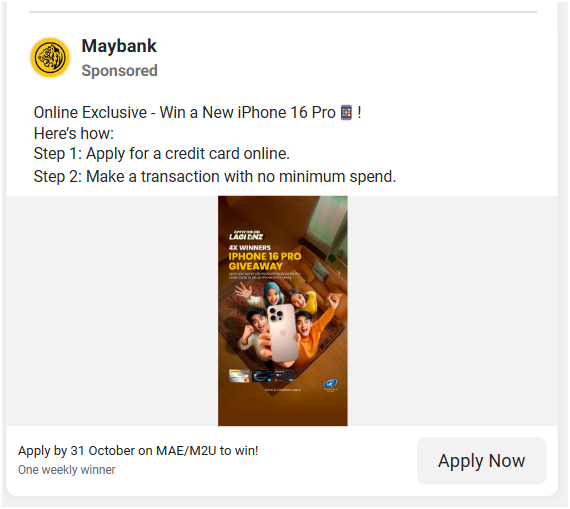 Maybank
Sponsored
Online Exclusive - Win a New iPhone 16 Pro 📱 !
Here’s how:
Step 1: Apply for a credit card online.
Step 2: Make a transaction with no minimum spend.
APPLY ONLINE
LAGI
4X WINNERS
IPHONE 16 PRO
GIVEAWAY
Apply by 31 October on MAE/M2U to win!
One weekly winner
Apply Now